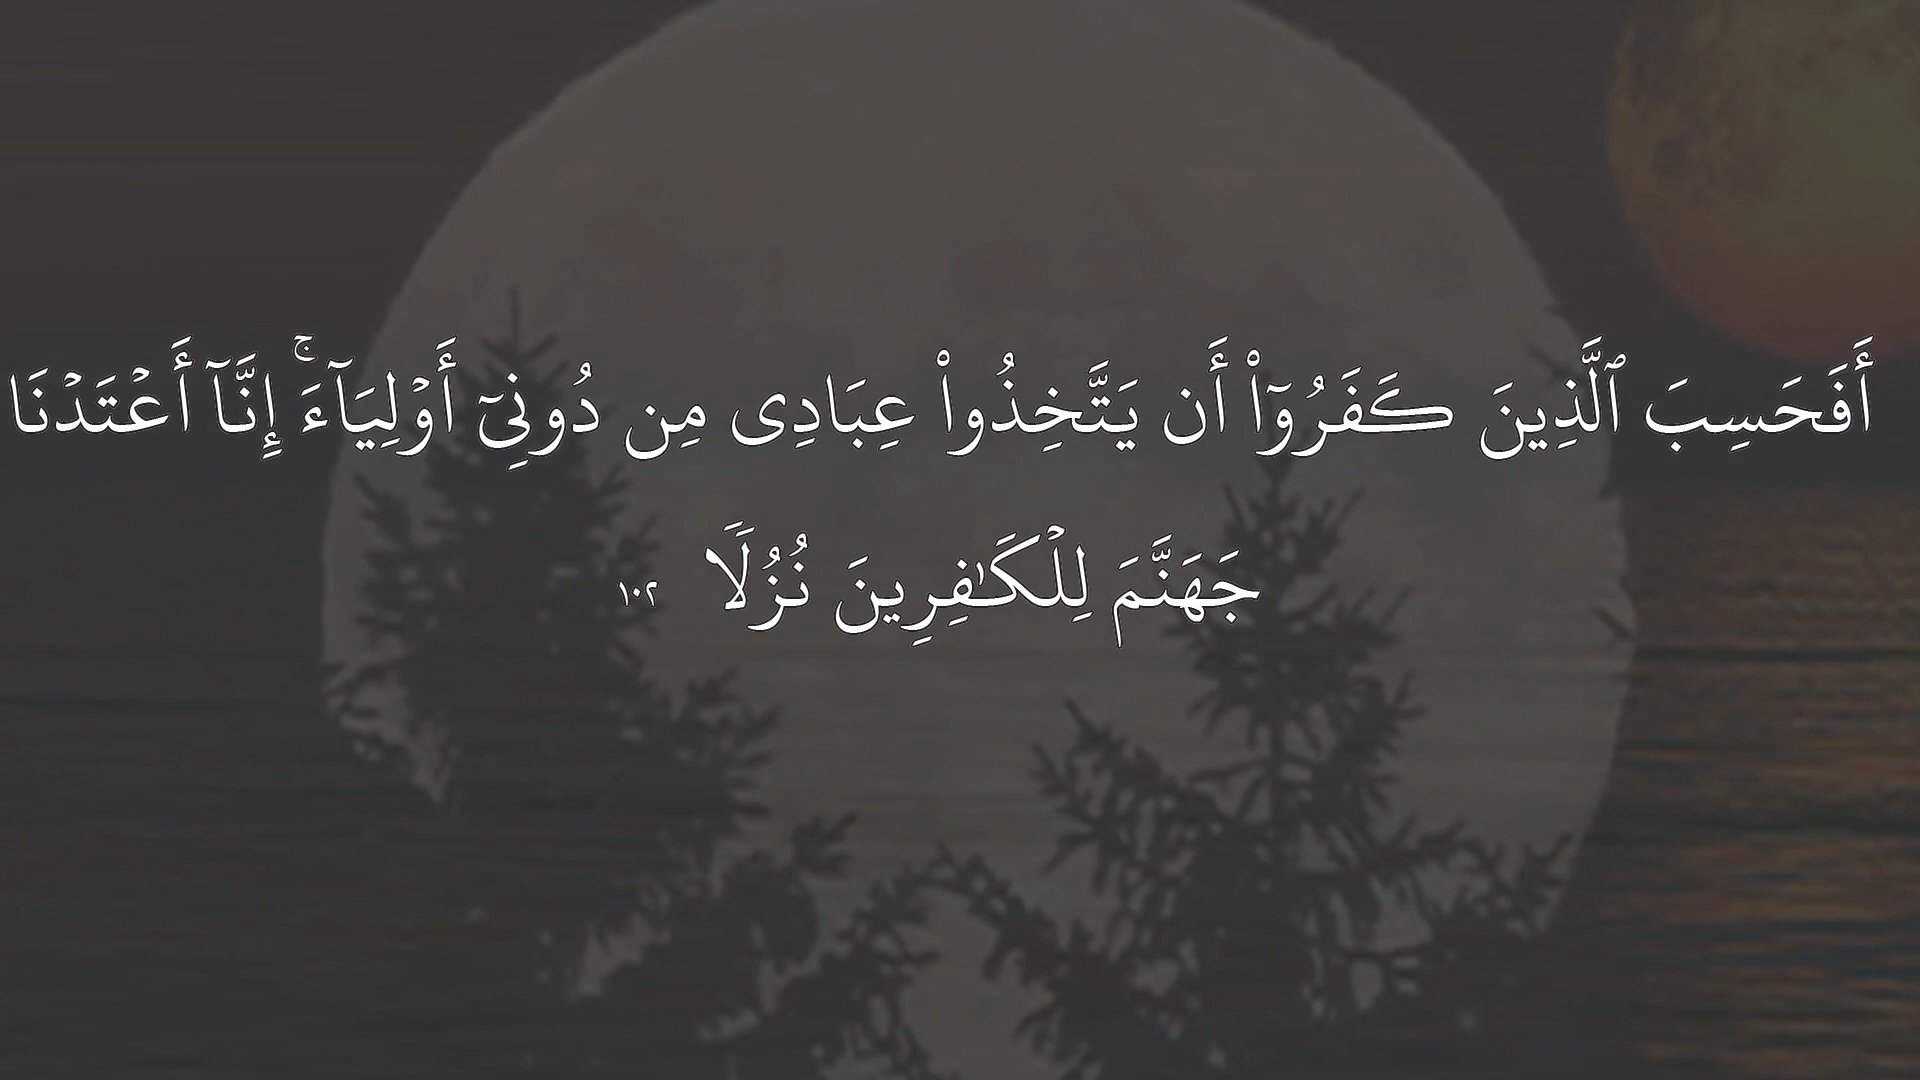 أَفَحَسِبَ ٱلَّذِينَ كَفَرُوٓا۟ أَن يَتَّخِذُوا۟ عِبَادِى مِن دُونِىٓ أَوْلِيَآءَ ۚ إِنَّآ أَعْتَدْنَا
جَهَنَّمَ لِلْكَـٰفِرِينَ نُزُلًا ١٠٢